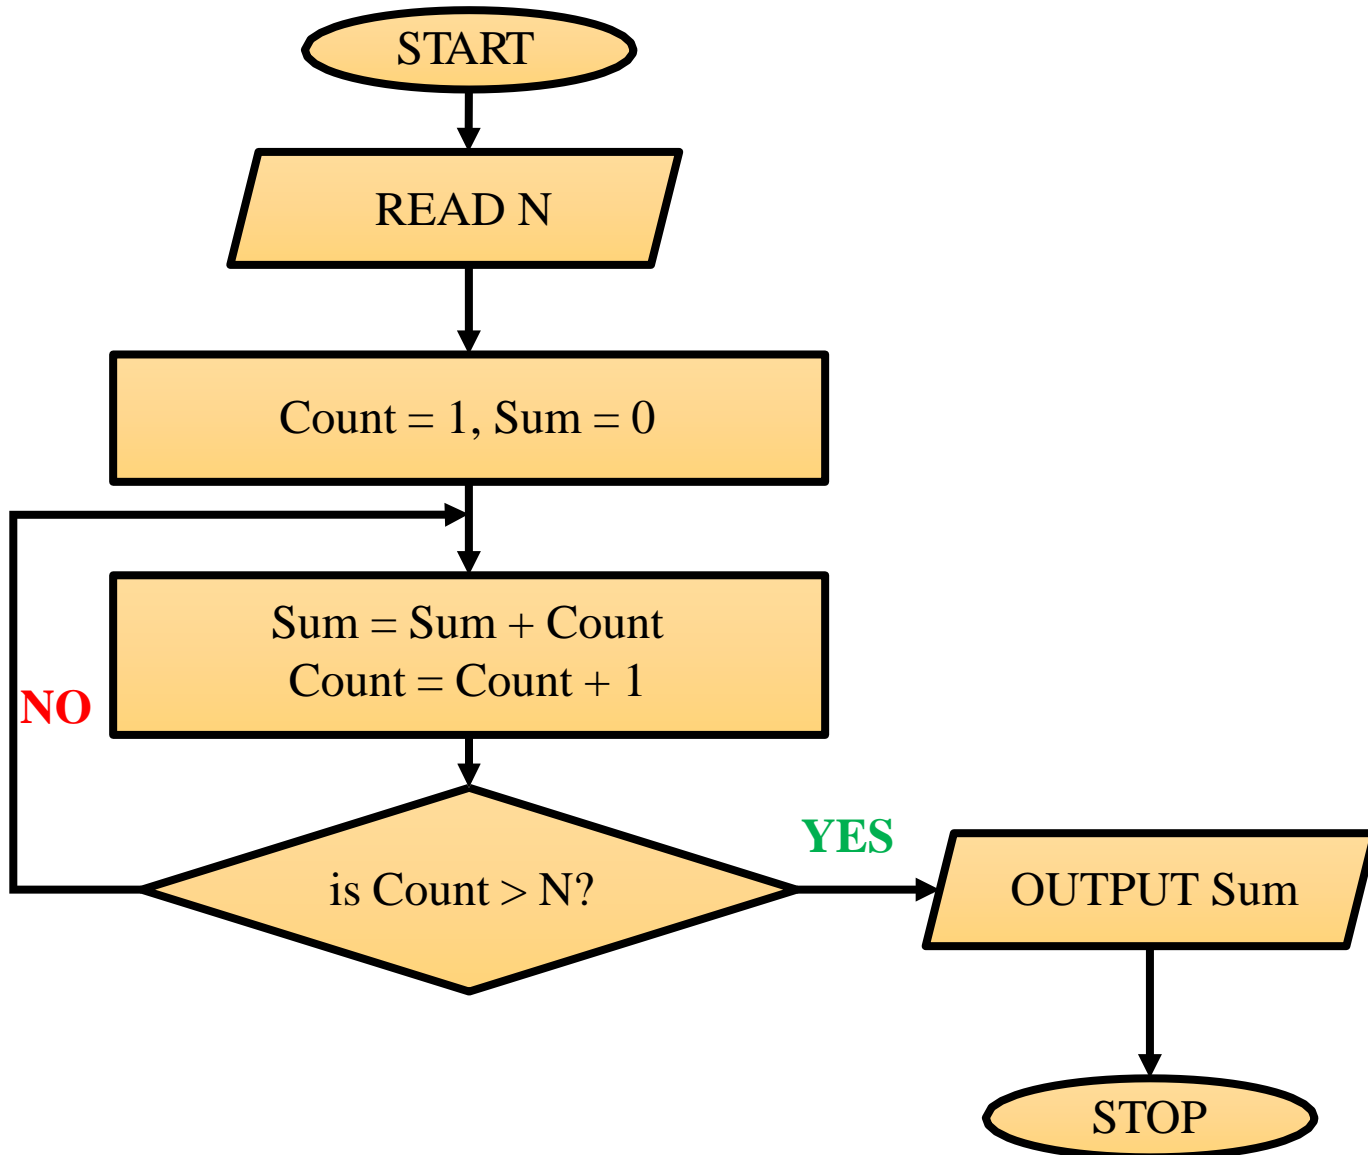 START
READ N
Count = 1, Sum = 0
Sum = Sum + Count
Count = Count + 1
NO
is Count > N?
YES
OUTPUT Sum
STOP